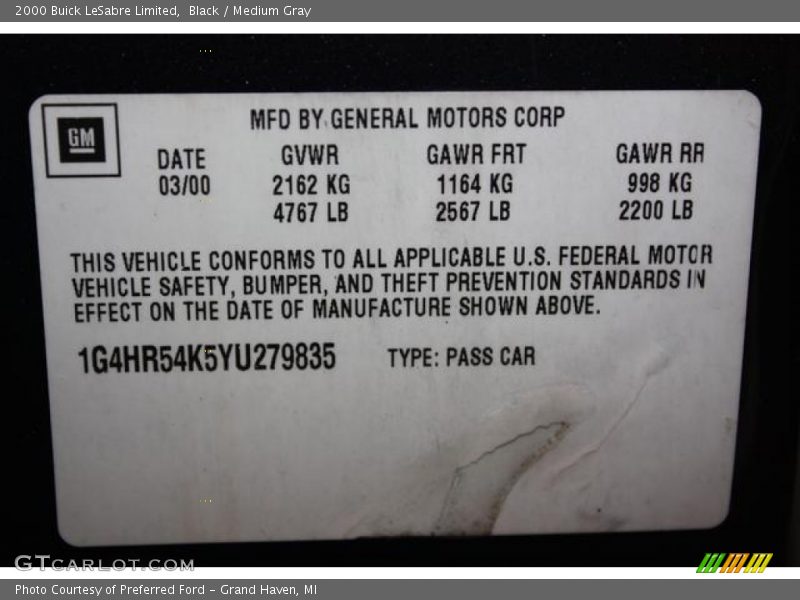 2000 Buick LeSabre Limited,  Black / Medium Gray
MFD BY GENERAL MOTORS CORP
GM
DATE GVWR GAWR FRT GAWR RR
03/00 2162 KG 1164 KG 998 KG
4767 LB 2567 LB 2200 LB
THIS VEHICLE CONFORMS TO ALL APPLICABLE U.S. FEDERAL MOTOR
VEHICLE SAFETY, BUMPER, AND THEFT PREVENTION STANDARDS IN
EFFECT ON THE DATE OF MANUFACTURE SHOWN ABOVE.
1G4HR54K5YU279835 TYPE: PASS CAR
GTCARLOT.COM
Photo Courtesy of Preferred Ford - Grand Haven, MI